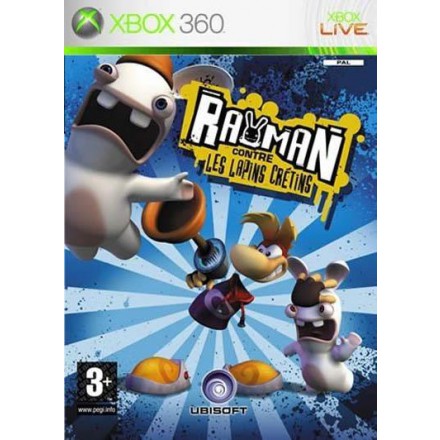 XBOX 360
XBOX
LIVE
PAL
RAYMAN
CONTRE
LES LAPINS CRÉTINS
3+
www.pegi.info
UBISOFT